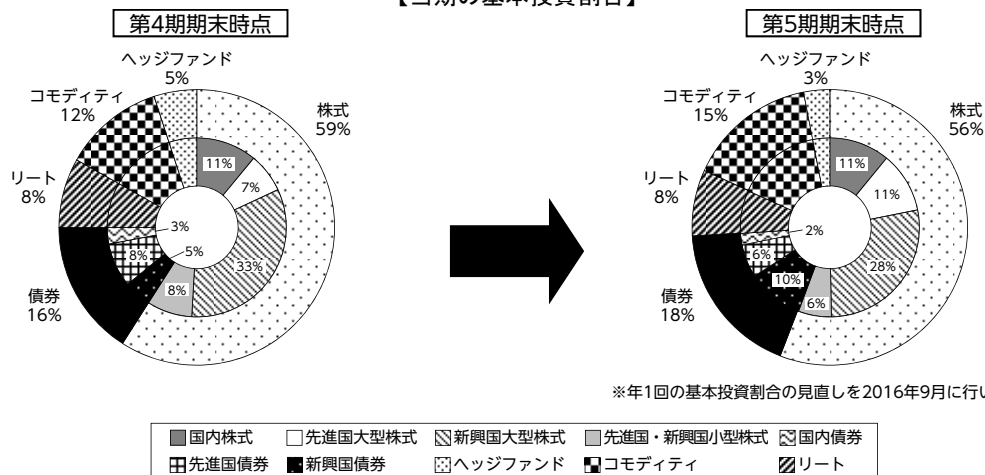 【当期の基本投資割合】
第4期期末時点
ヘッジファンド
5%
コモディティ
12%
株式
59%
リート
8%
債券
16%
11%
7%
33%
8%
5%
8%
3%
第5期期末時点
ヘッジファンド
3%
コモディティ
15%
株式
56%
リート
8%
債券
18%
11%
11%
28%
6%
10%
6%
2%
※年1回の基本投資割合の見直しを2016年9月に行い
国内株式 先進国大型株式 新興国大型株式 先進国・新興国小型株式 国内債券
先進国債券 新興国債券 ヘッジファンド コモディティ リート